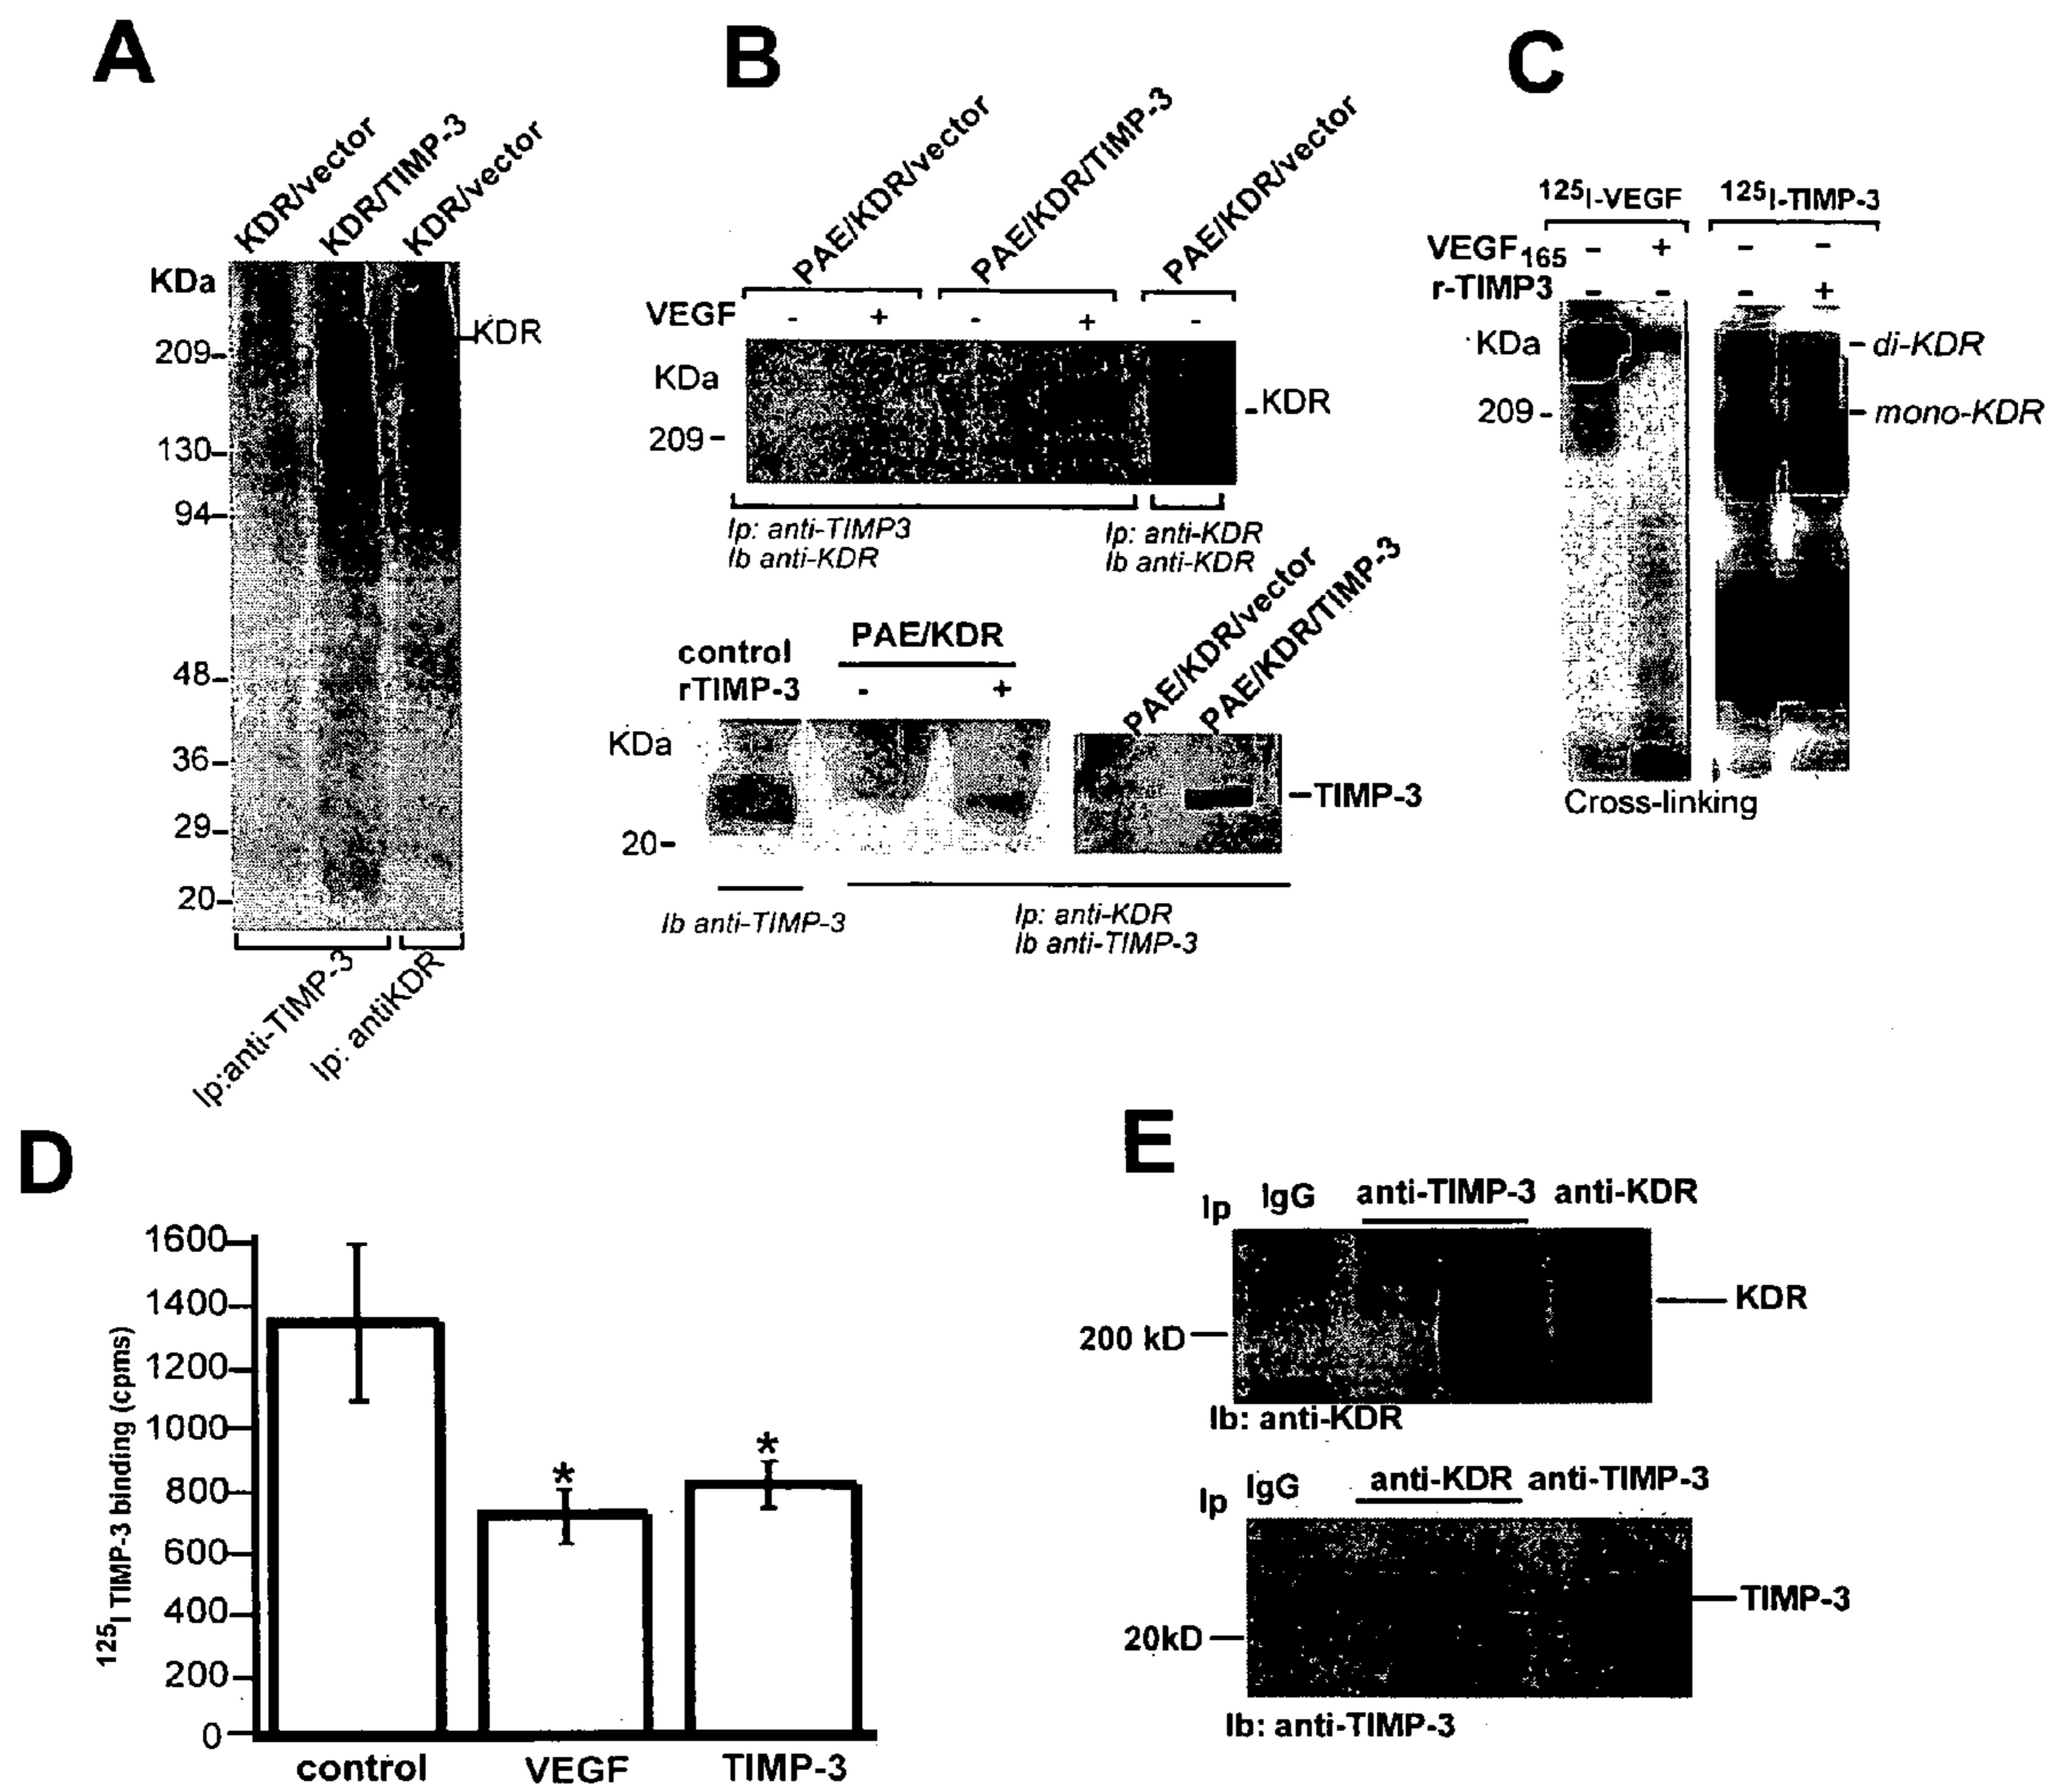 A
KDR/vector
KDR/TIMP-3
KDR/vector
KDa
KDR
209
130
94
48
36
29
20
Ip:anti-TIMP-3
Ip: antiKDR
B
PAE/KDR/vector
PAE/KDR/TIMP-3
PAE/KDR/vector
VEGF - + - + -
KDa
KDR
209
Ip: anti-TIMP3
Ib anti-KDR
Ip: anti-KDR
Ib anti-KDR
control
PAE/KDR
rTIMP-3 - +
PAE/KDR/vector
PAE/KDR/TIMP-3
KDa
TIMP-3
20
Ib anti-TIMP-3
Ip: anti-KDR
Ib anti-TIMP-3
C
125I-VEGF 125I-TIMP-3
VEGF165 - + - -
r-TIMP3 - - - +
KDa
di-KDR
209
mono-KDR
Cross-linking
D
125I TIMP-3 binding (cpms)
1600
1400
1200
1000
800
600
400
200
0
*
*
control VEGF TIMP-3
E
Ip IgG anti-TIMP-3 anti-KDR
KDR
200 kD
Ib: anti-KDR
Ip IgG anti-KDR anti-TIMP-3
TIMP-3
20kD
Ib: anti-TIMP-3